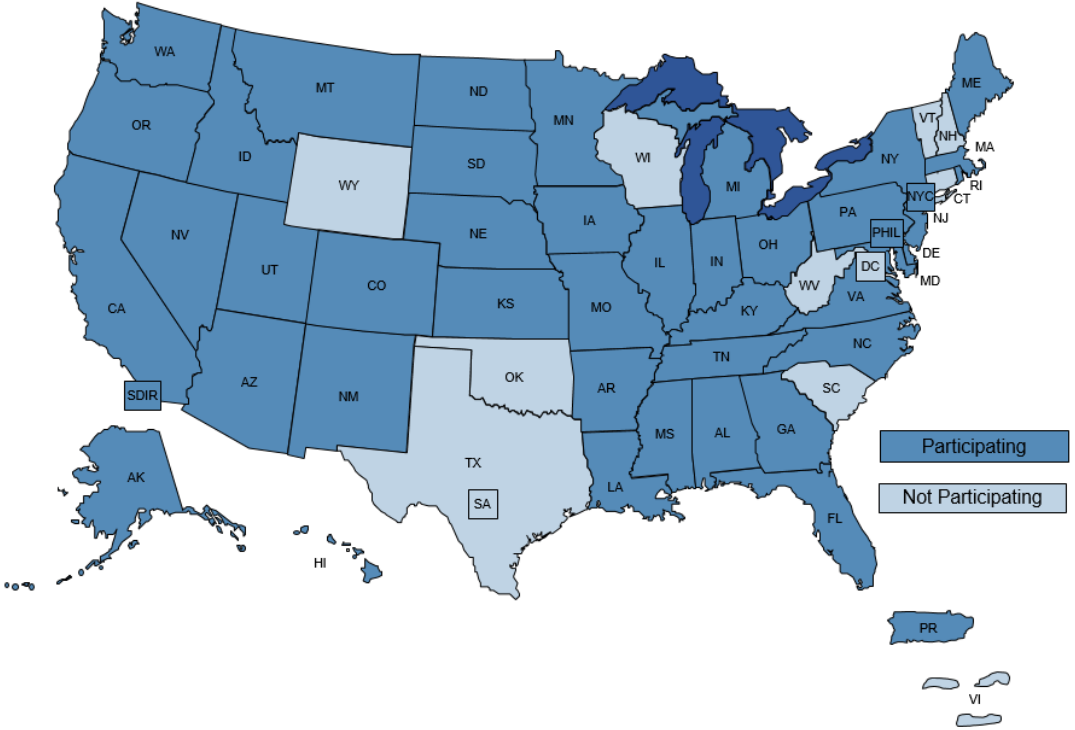 WA
MT
ND
MN
ME
VT
NH
OR
ID
SD
WI
NY
MA
MI
WY
RI
CT
NYC
PA
NJ
IA
NE
PHIL
NV
OH
DE
IL
IN
DC
UT
MD
CO
WV
VA
KS
MO
KY
CA
NC
TN
OK
AZ
AR
SC
SDIR
NM
GA
MS
AL
Participating
TX
AK
LA
Not Participating
SA
FL
HI
PR
VI